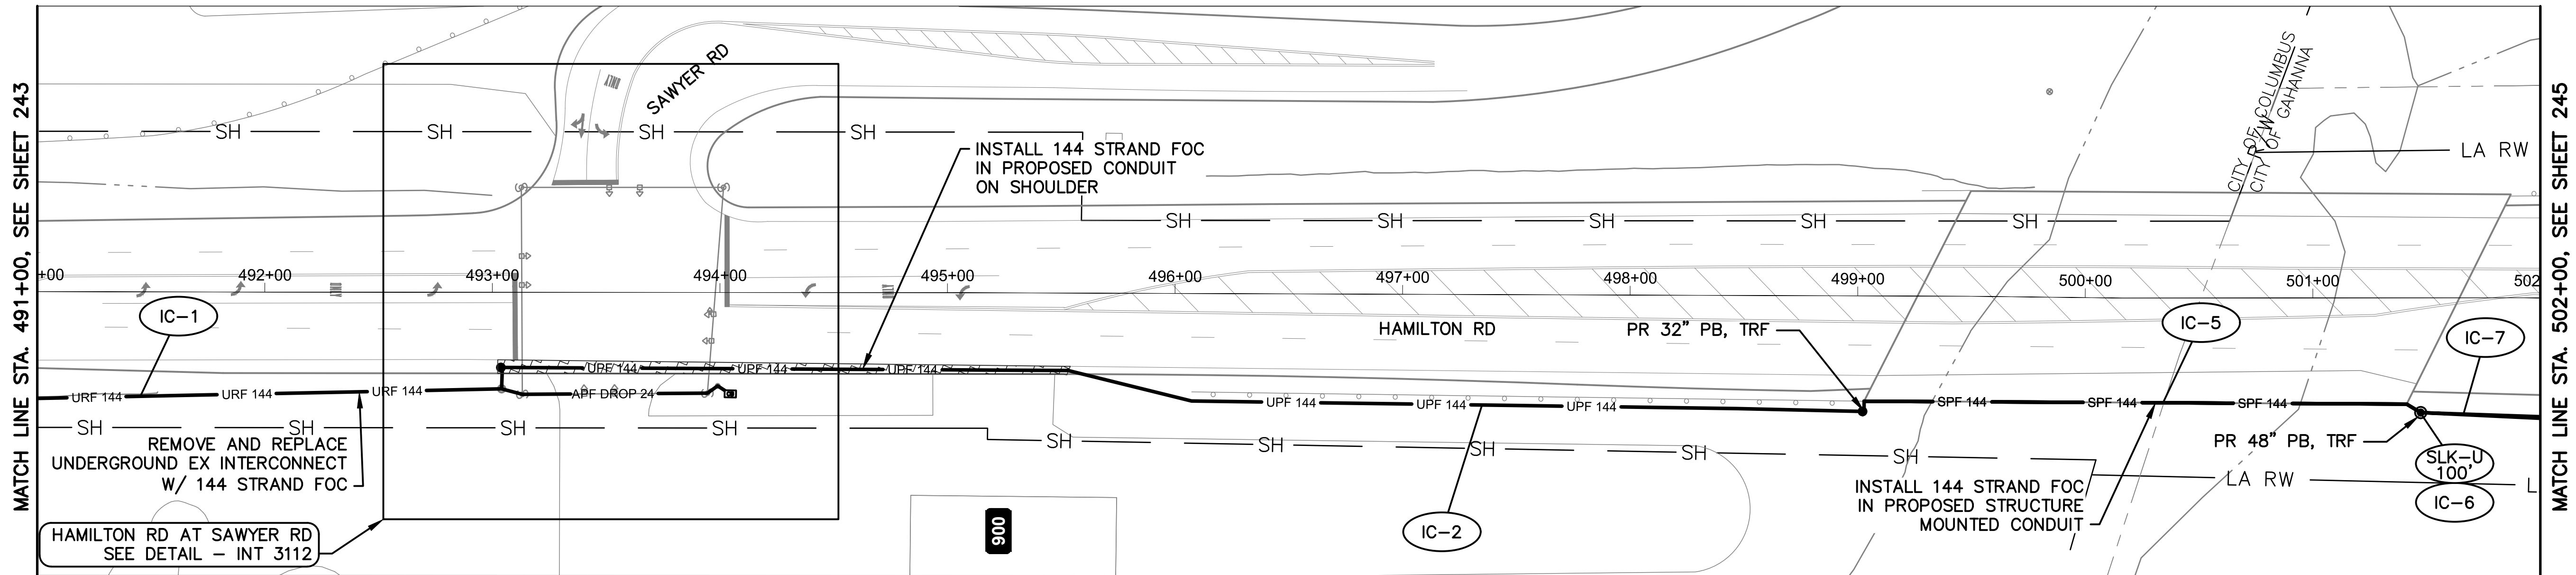 MATCH LINE STA. 491+00, SEE SHEET 243
SAWYER RD
SH
SH
SH
SH
INSTALL 144 STRAND FOC
IN PROPOSED CONDUIT
ON SHOULDER
CITY OF COLUMBUS
R/W
CITY OF GAHANNA
LA RW
SH
SH
SH
SH
SH
+00
492+00
493+00
494+00
495+00
496+00
497+00
498+00
499+00
500+00
501+00
502
IC-1
HAMILTON RD
PR 32" PB, TRF
IC-5
IC-7
UPF 144
UPF 144
UPF 144
URF 144
URF 144
URF 144
APF DROP 24
UPF 144
UPF 144
UPF 144
SPF 144
SPF 144
SPF 144
SH
SH
SH
SH
SH
SH
SH
SH
SH
REMOVE AND REPLACE
UNDERGROUND EX INTERCONNECT
W/ 144 STRAND FOC
PR 48" PB, TRF
SLK-U
100'
IC-6
LA RW
L
INSTALL 144 STRAND FOC
IN PROPOSED STRUCTURE
MOUNTED CONDUIT
HAMILTON RD AT SAWYER RD
SEE DETAIL - INT 3112
900
IC-2
MATCH LINE STA. 502+00, SEE SHEET 245